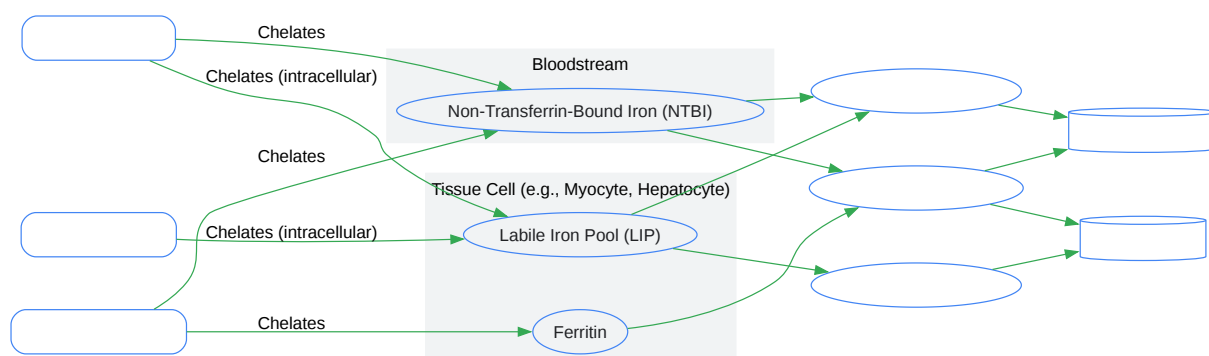 Chelates
Bloodstream
Chelates (intracellular)
Non-Transferrin-Bound Iron (NTBI)
Chelates
Tissue Cell (e.g., Myocyte, Hepatocyte)
Chelates (intracellular)
Labile Iron Pool (LIP)
Chelates
Ferritin